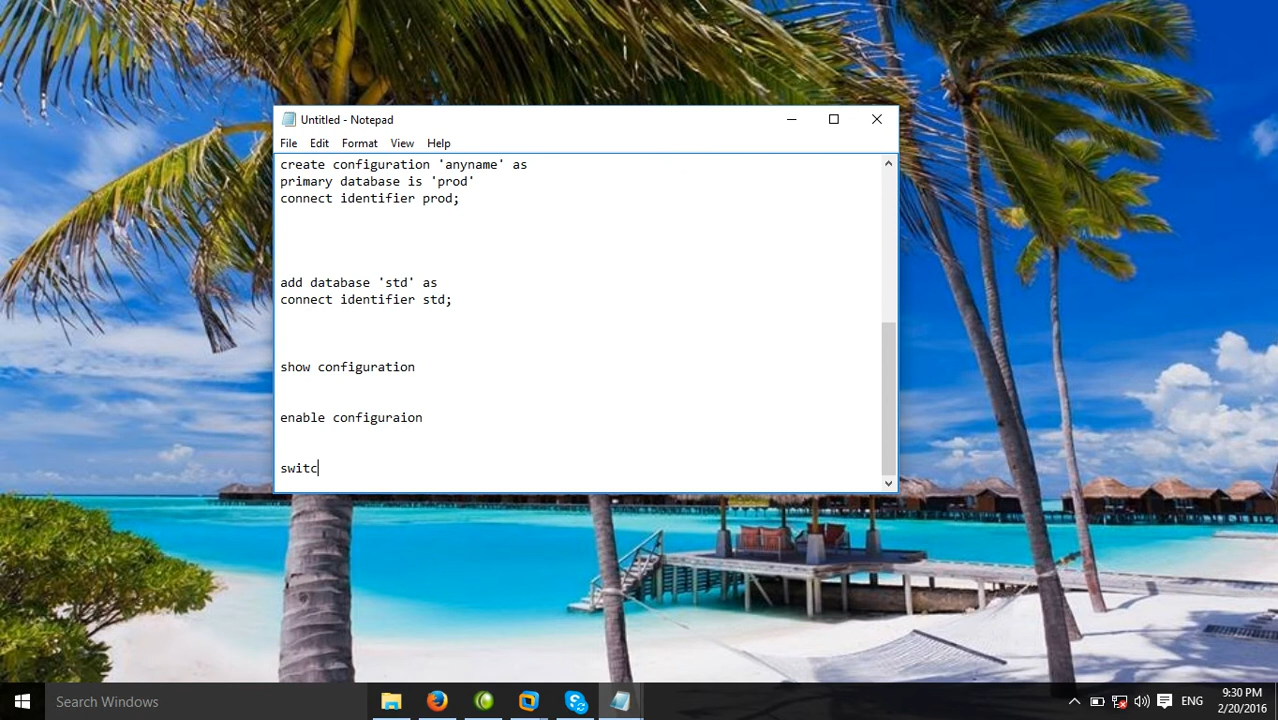 Untitled - Notepad
File Edit Format View Help
create configuration 'anyname' as
primary database is 'prod'
connect identifier prod;
add database 'std' as
connect identifier std;
show configuration
enable configuraion
switc
Search Windows
ENG
9:30 PM
2/20/2016